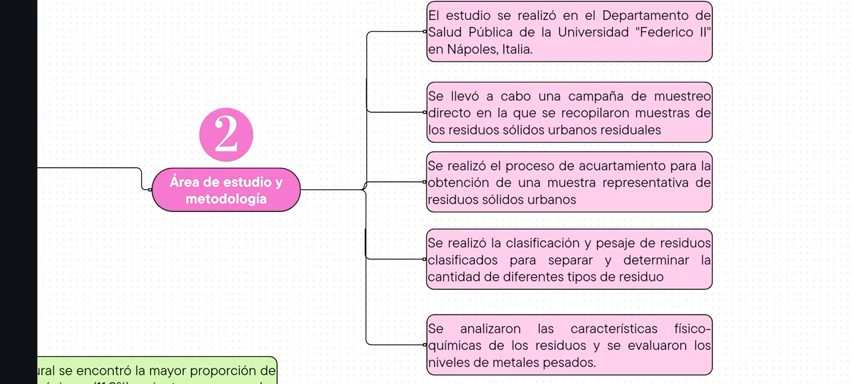 El estudio se realizó en el Departamento de
Salud Pública de la Universidad "Federico II"
en Nápoles, Italia.
Se llevó a cabo una campaña de muestreo
directo en la que se recopilaron muestras de
los residuos sólidos urbanos residuales
2
Área de estudio y
metodología
Se realizó el proceso de acuartamiento para la
obtención de una muestra representativa de
residuos sólidos urbanos
Se realizó la clasificación y pesaje de residuos
clasificados para separar y determinar la
cantidad de diferentes tipos de residuo
Se analizaron las características físico-
químicas de los residuos y se evaluaron los
niveles de metales pesados.
se encontró la mayor proporción de